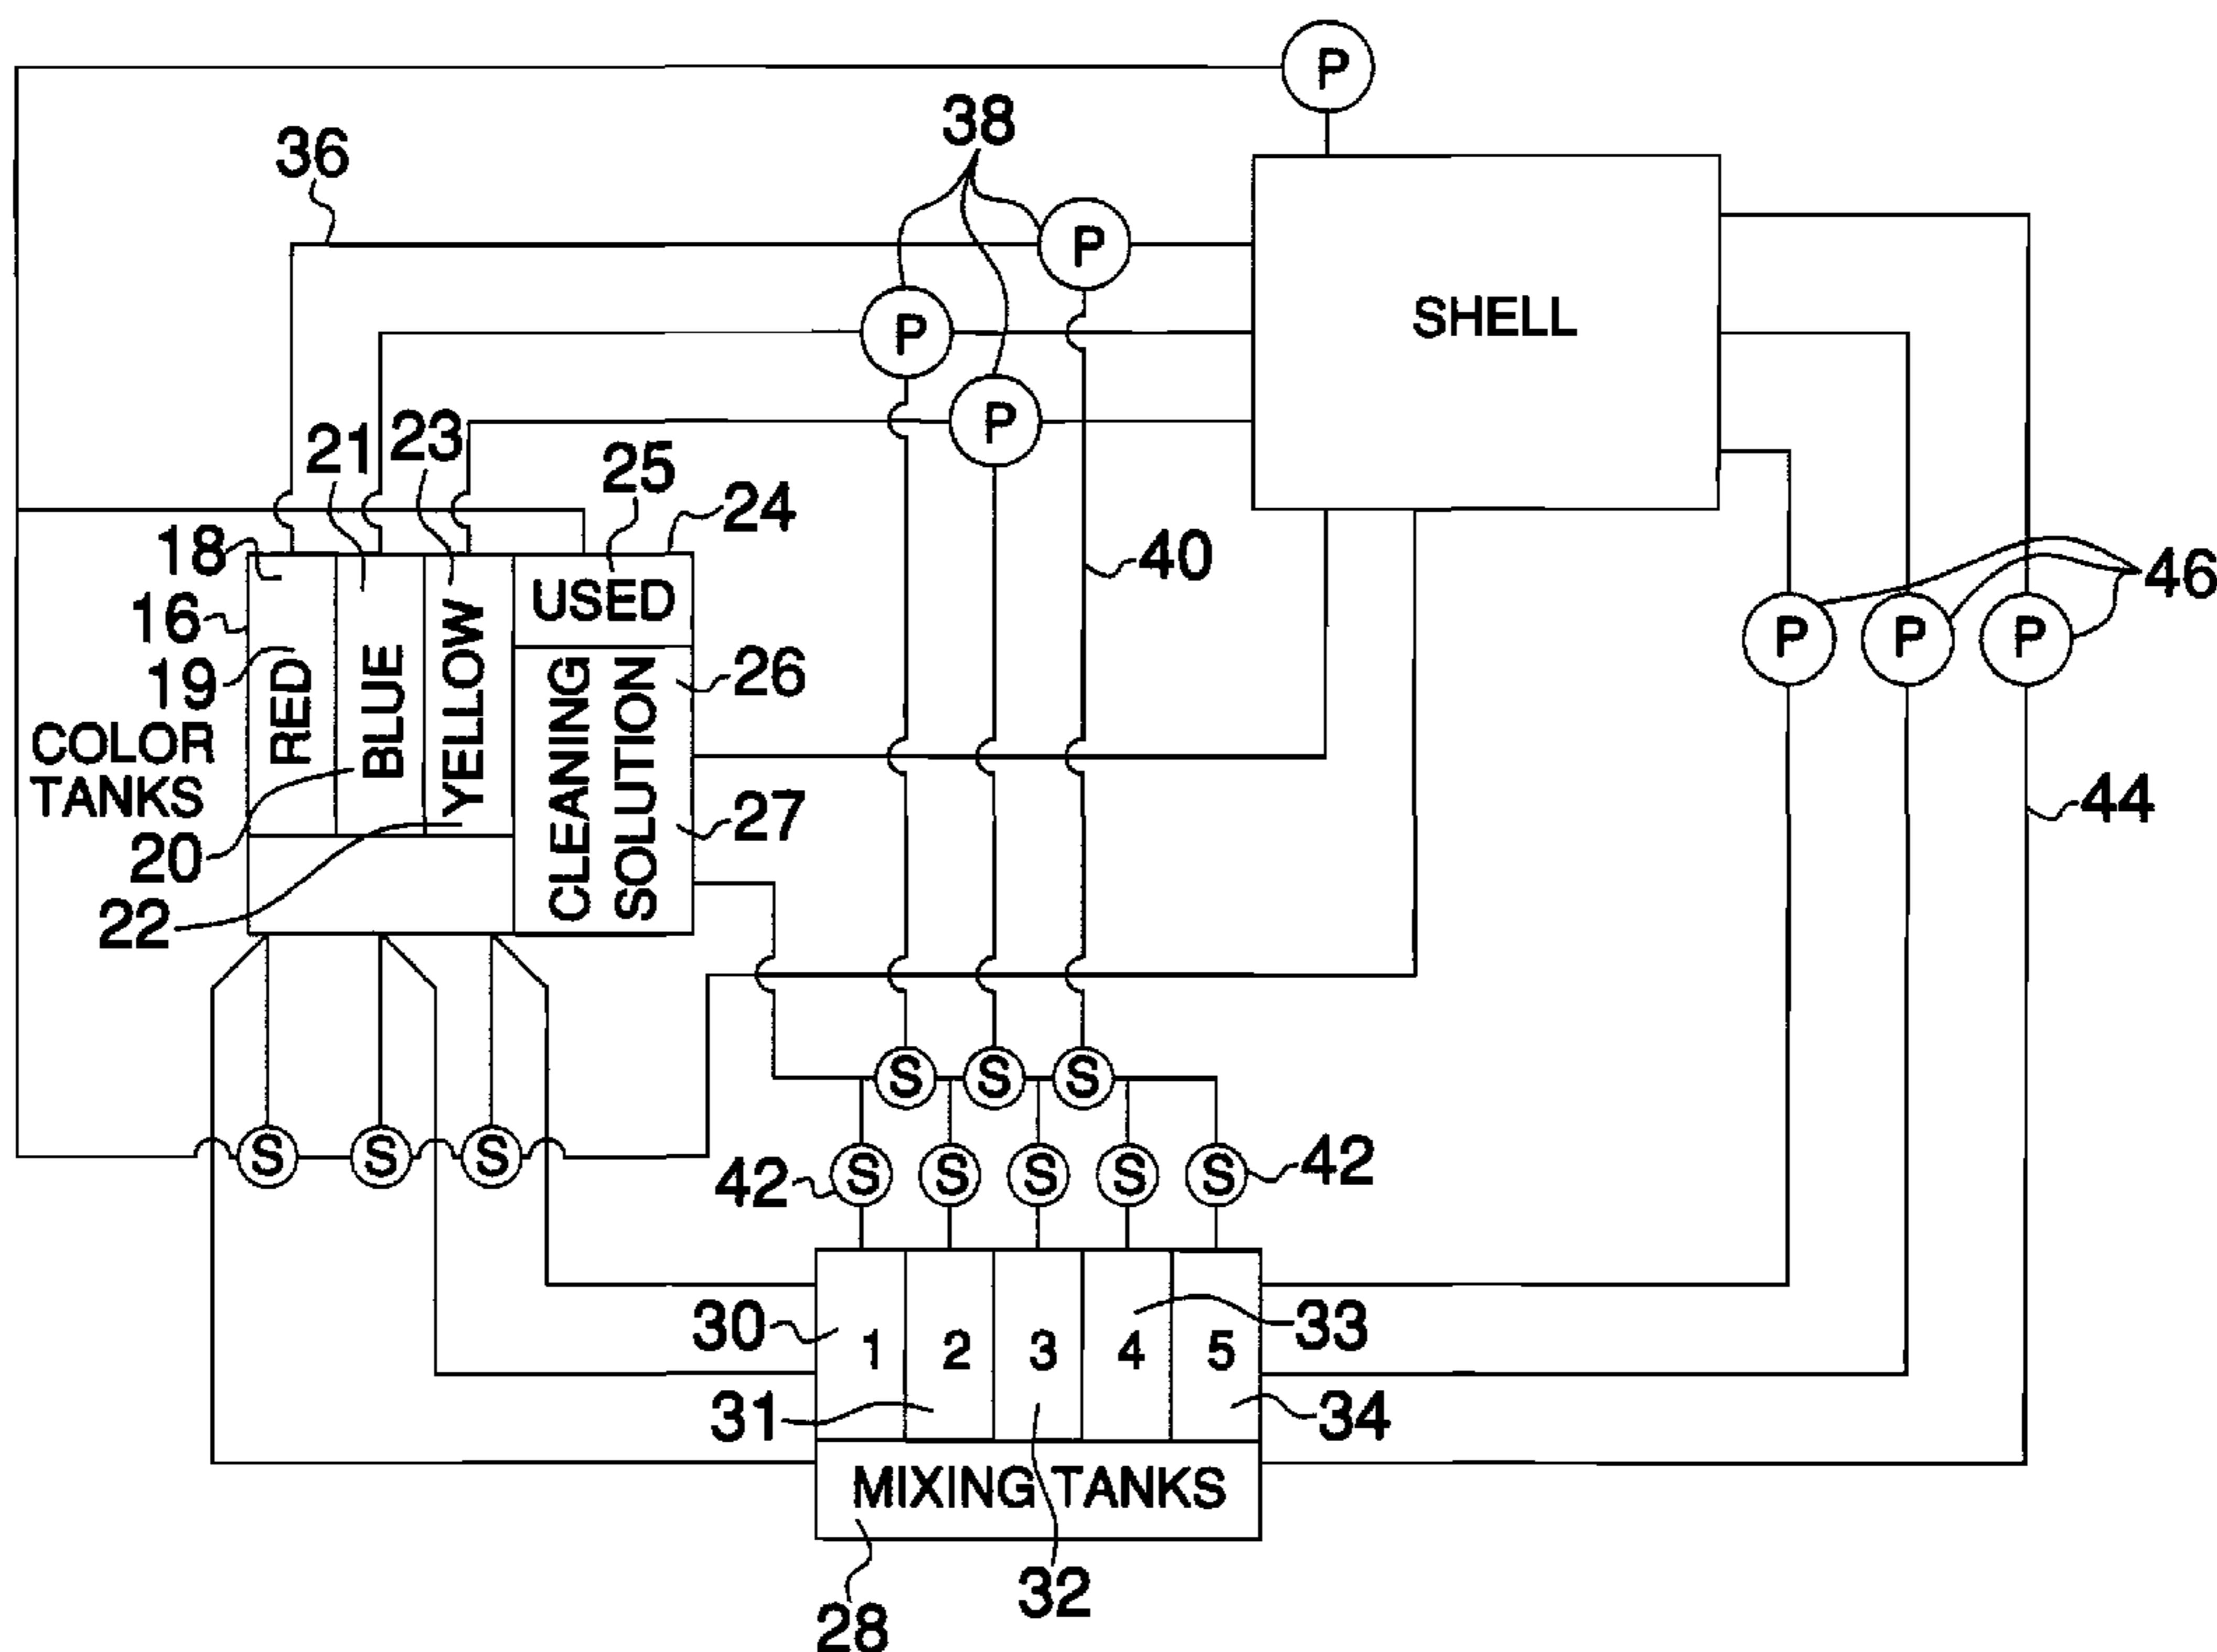 P
38
36
P
P
SHELL
P
21
23
25
24
18
40
16
USED
46
P
P
P
19
RED
BLUE
YELLOW
CLEANING
SOLUTION
26
COLOR
TANKS
27
44
20
22
S
S
S
S
S
S
42
S
S
S
S
S
42
30
1
2
3
4
5
33
31
34
MIXING TANKS
32
28